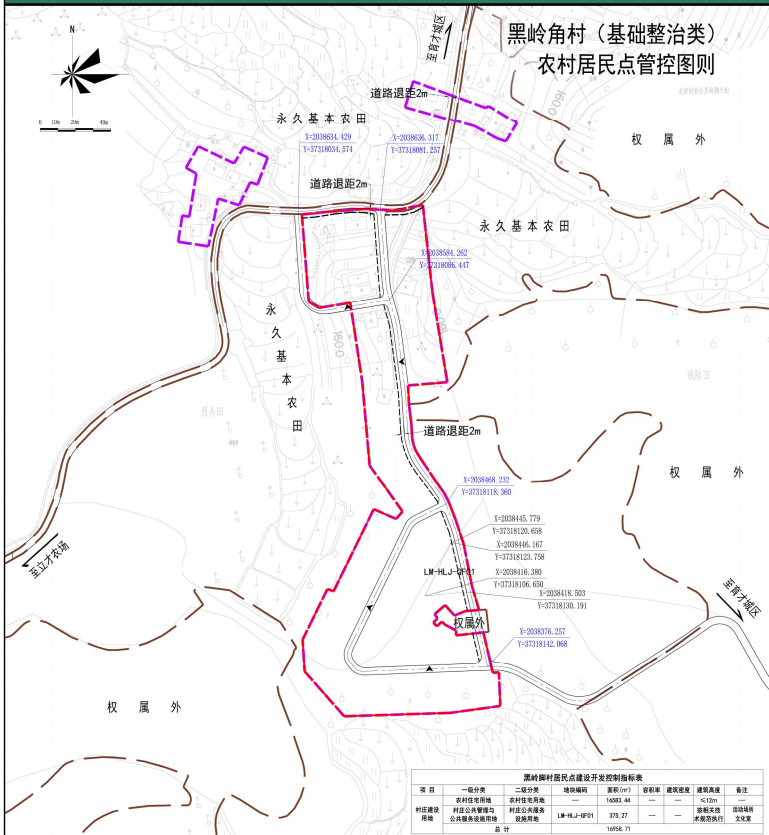 黑岭角村（基础整治类）
农村居民点管控图则
N
0 10m 20m 40m
至育才城区
道路退距2m
永久基本农田
X=2038634.429
Y=37318034.574
X=2038636.317
Y=37318081.257
权属外
道路退距2m
永久基本农田
X=2038584.262
Y=37318086.447
永久基本农田
1600
1600
道路退距2m
权属外
X=2038468.232
Y=37318118.360
X=2038445.779
Y=37318120.658
X=2038446.167
Y=37318123.758
至立才农场
LM-HLJ-GF01
X=2038416.380
Y=37318106.650
X=2038418.503
Y=37318130.191
至育才城区
权属外
X=2038376.257
Y=37318142.068
权属外
黑岭脚村居民点建设开发控制指标表
项目 一级分类 二级分类 地块编码 面积(㎡) 容积率 建筑密度 建筑高度 备注
村庄建设用地 农村住宅用地 农村住宅用地 — 16583.44 — — ≤12m —
村庄公共管理与公共服务设施用地 村庄公共服务设施用地 LM-HLJ-GF01 375.27 — — 按相关技术规范执行 活动场所 文化室
总计 16958.71